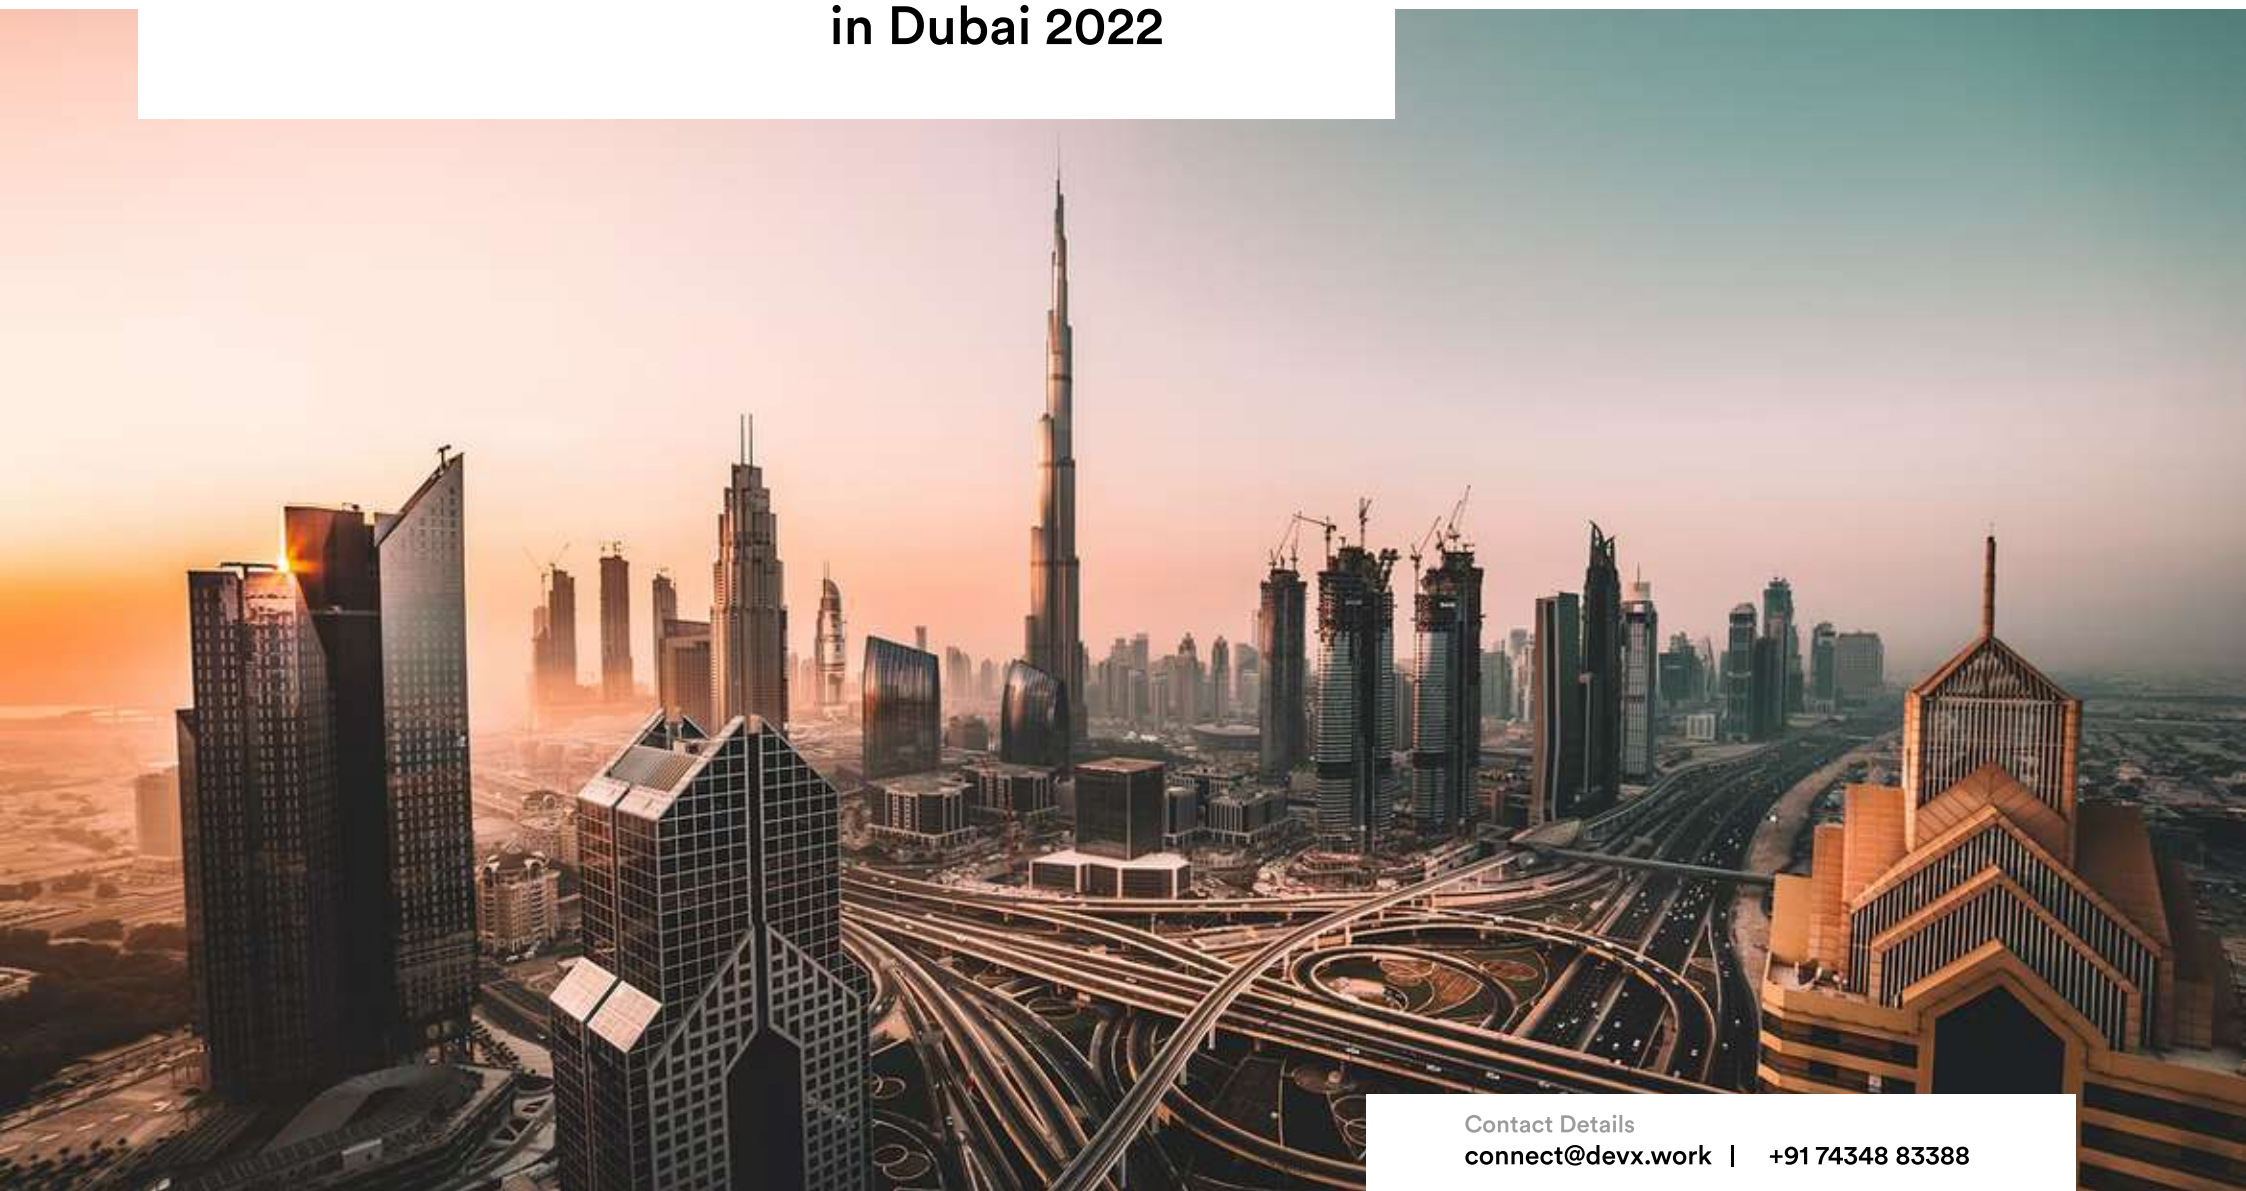 in Dubai 2022
Contact Details
connect@devx.work | +91 74348 83388